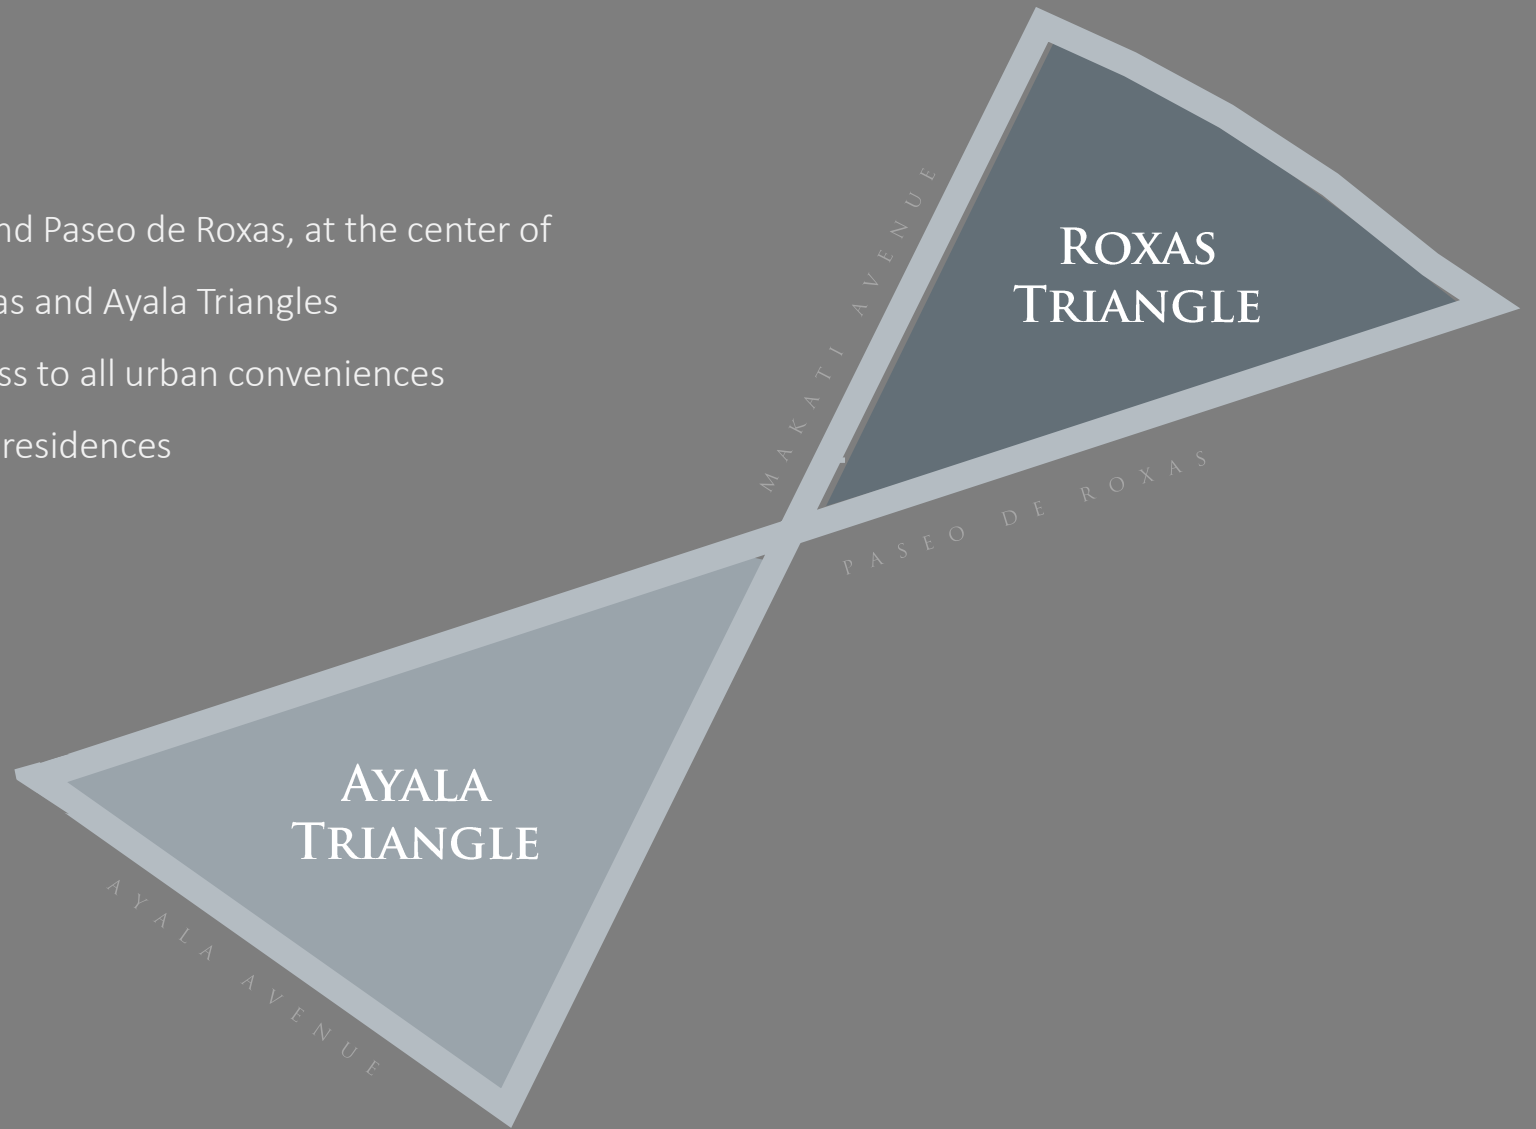 nd Paseo de Roxas, at the center of
as and Ayala Triangles
ss to all urban conveniences
residences
MAKATI AVENUE
ROXAS
TRIANGLE
PASEO DE ROXAS
AYALA
TRIANGLE
AYALA AVENUE